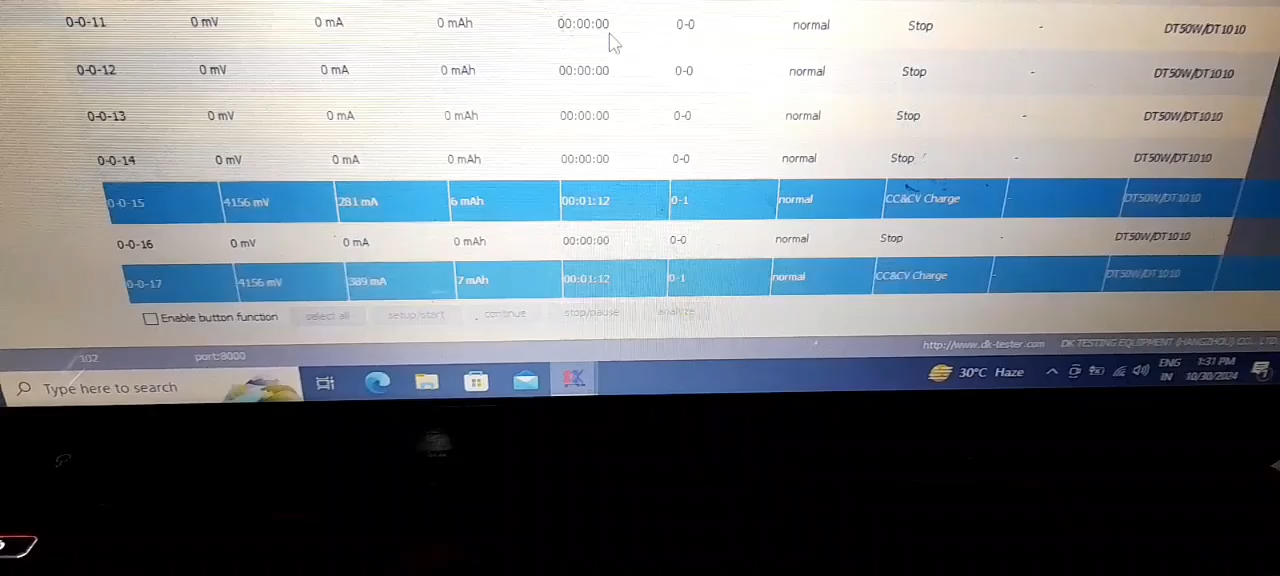 0-0-11 0 mV 0 mA 0 mAh 00:00:00 0-0 normal Stop - DT50W/DT1010
0-0-12 0 mV 0 mA 0 mAh 00:00:00 0-0 normal Stop - DT50W/DT1010
0-0-13 0 mV 0 mA 0 mAh 00:00:00 0-0 normal Stop - DT50W/DT1010
0-0-14 0 mV 0 mA 0 mAh 00:00:00 0-0 normal Stop - DT50W/DT1010
0-0-15 4156 mV 281 mA 6 mAh 00:01:12 0-1 normal CC&CV Charge - DT50W/DT1010
0-0-16 0 mV 0 mA 0 mAh 00:00:00 0-0 normal Stop - DT50W/DT1010
0-0-17 4156 mV 389 mA 7 mAh 00:01:12 0-1 normal CC&CV Charge - DT50W/DT1010
Enable button function select all setup/start continue stop/pause analyze
102 port:8000 http://www.dk-tester.com DK TESTING EQUIPMENT (HANGZHOU) CO., LTD.
Type here to search 30°C Haze ENG 1:31 PM
IN 10/30/2024